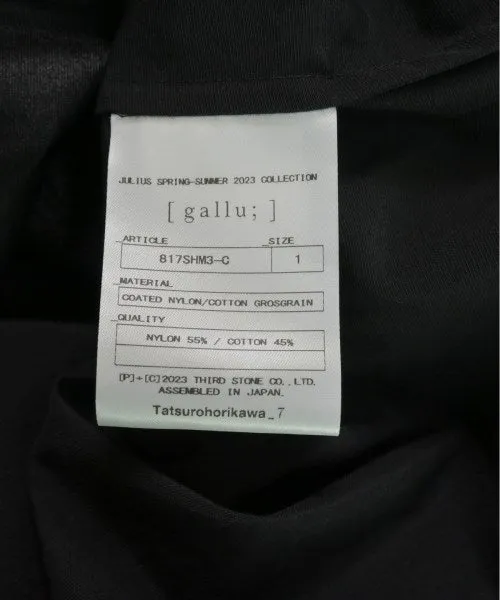 JULIUS SPRING-SUMMER 2023 COLLECTION
[ gallu; ]
_ARTICLE _SIZE
817SHM3-C 1
_MATERIAL
COATED NYLON/COTTON GROSGRAIN
_QUALITY
NYLON 55% / COTTON 45%
[P]+[C]2023 THIRD STONE CO.,LTD.
ASSEMBLED IN JAPAN.
Tatsurohorikawa_7